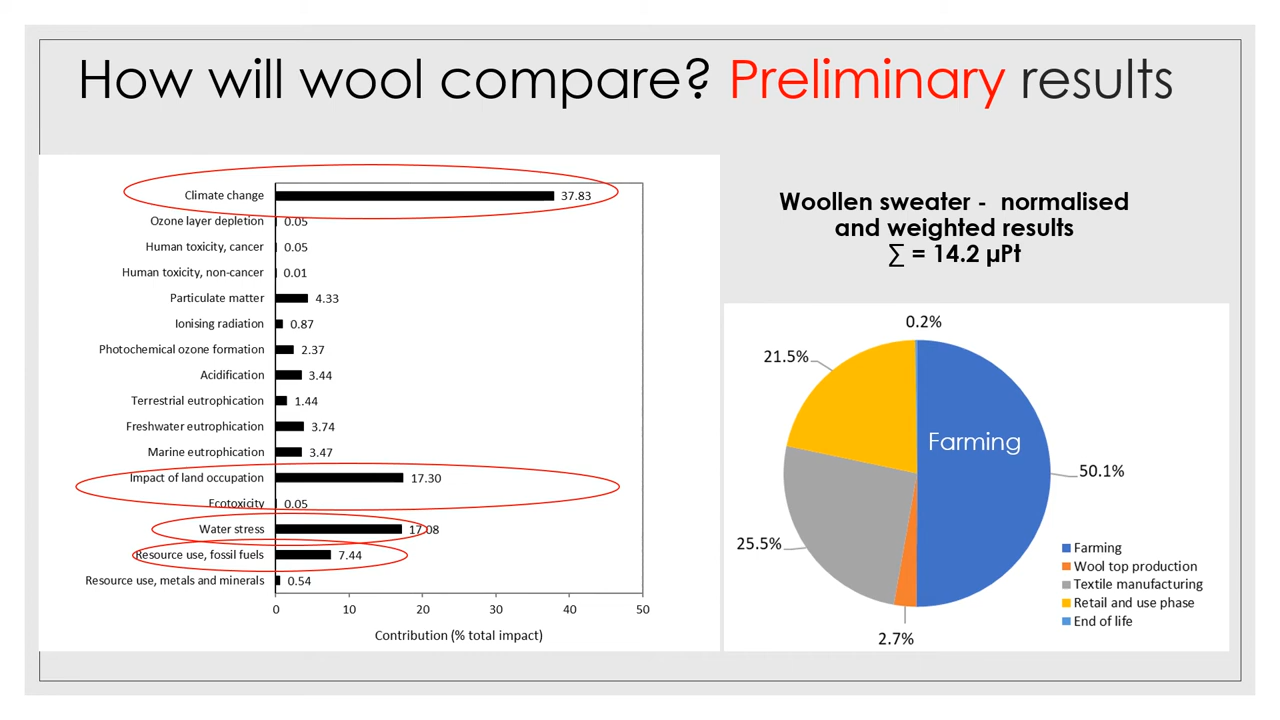 How will wool compare? Preliminary results
Climate change 37.83
Ozone layer depletion 0.05
Human toxicity, cancer 0.05
Human toxicity, non-cancer 0.01
Particulate matter 4.33
Ionising radiation 0.87
Photochemical ozone formation 2.37
Acidification 3.44
Terrestrial eutrophication 1.44
Freshwater eutrophication 3.74
Marine eutrophication 3.47
Impact of land occupation 17.30
Ecotoxicity 0.05
Water stress 17.08
Resource use, fossil fuels 7.44
Resource use, metals and minerals 0.54
0 10 20 30 40 50
Contribution (% total impact)
Woollen sweater - normalised
and weighted results
∑ = 14.2 µPt
0.2%
21.5%
Farming
50.1%
25.5%
2.7%
Farming
Wool top production
Textile manufacturing
Retail and use phase
End of life